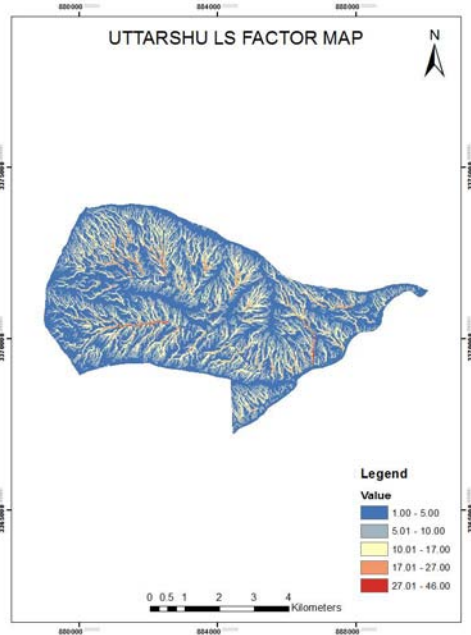 880000 884000 888000
UTTARSHU LS FACTOR MAP
N
Legend
Value
1.00 - 5.00
5.01 - 10.00
10.01 - 17.00
17.01 - 27.00
27.01 - 46.00
0 0.5 1 2 3 4
Kilometers
880000 884000 888000